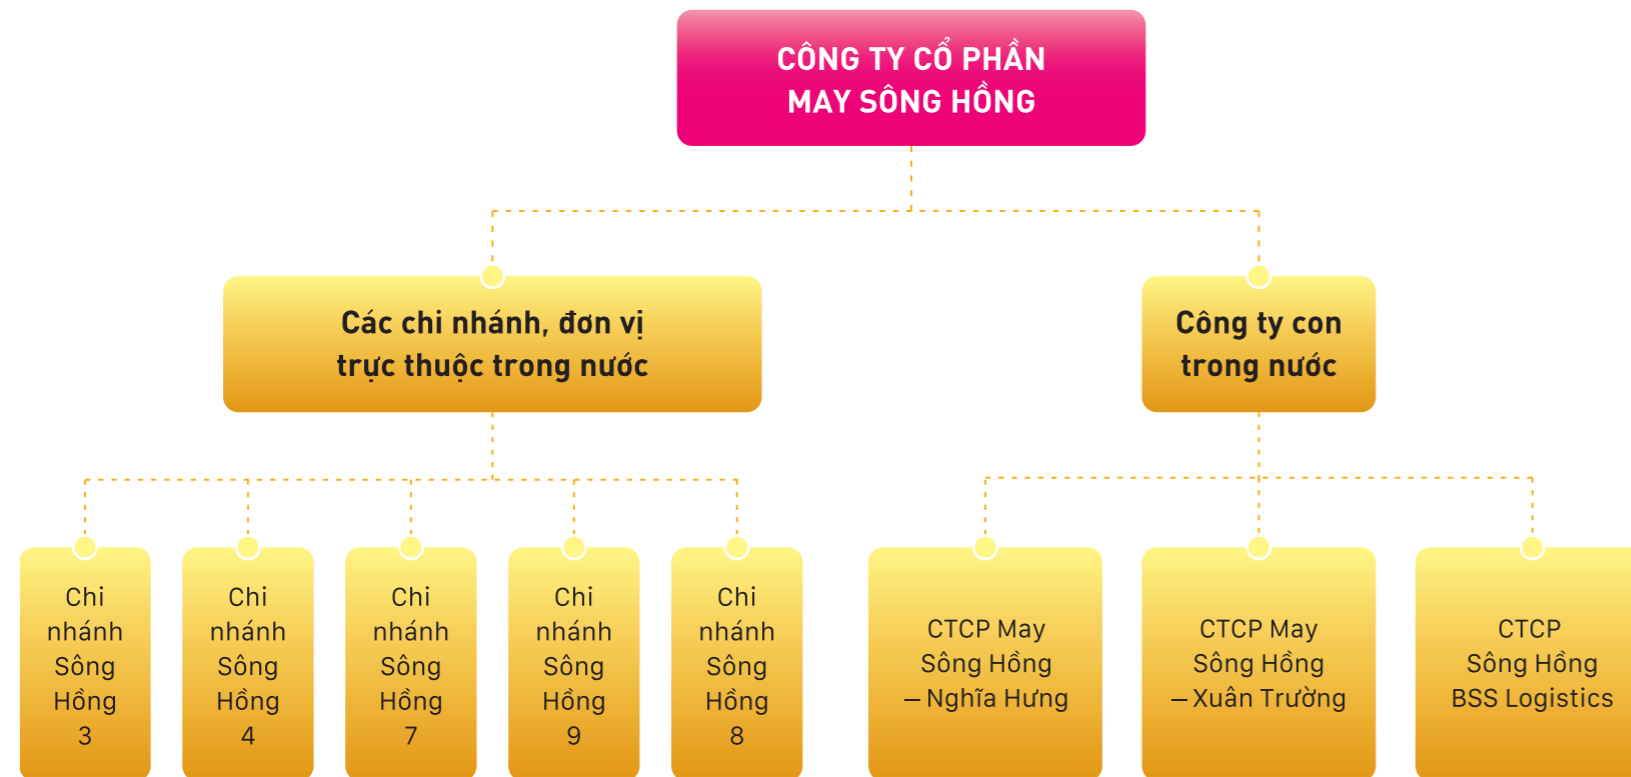 CÔNG TY CỔ PHẦN
MAY SÔNG HỒNG
Các chi nhánh, đơn vị
trực thuộc trong nước
Công ty con
trong nước
Chi
nhánh
Sông
Hồng
3
Chi
nhánh
Sông
Hồng
4
Chi
nhánh
Sông
Hồng
7
Chi
nhánh
Sông
Hồng
9
Chi
nhánh
Sông
Hồng
8
CTCP May
Sông Hồng
– Nghĩa Hưng
CTCP May
Sông Hồng
– Xuân Trường
CTCP
Sông Hồng
BSS Logistics